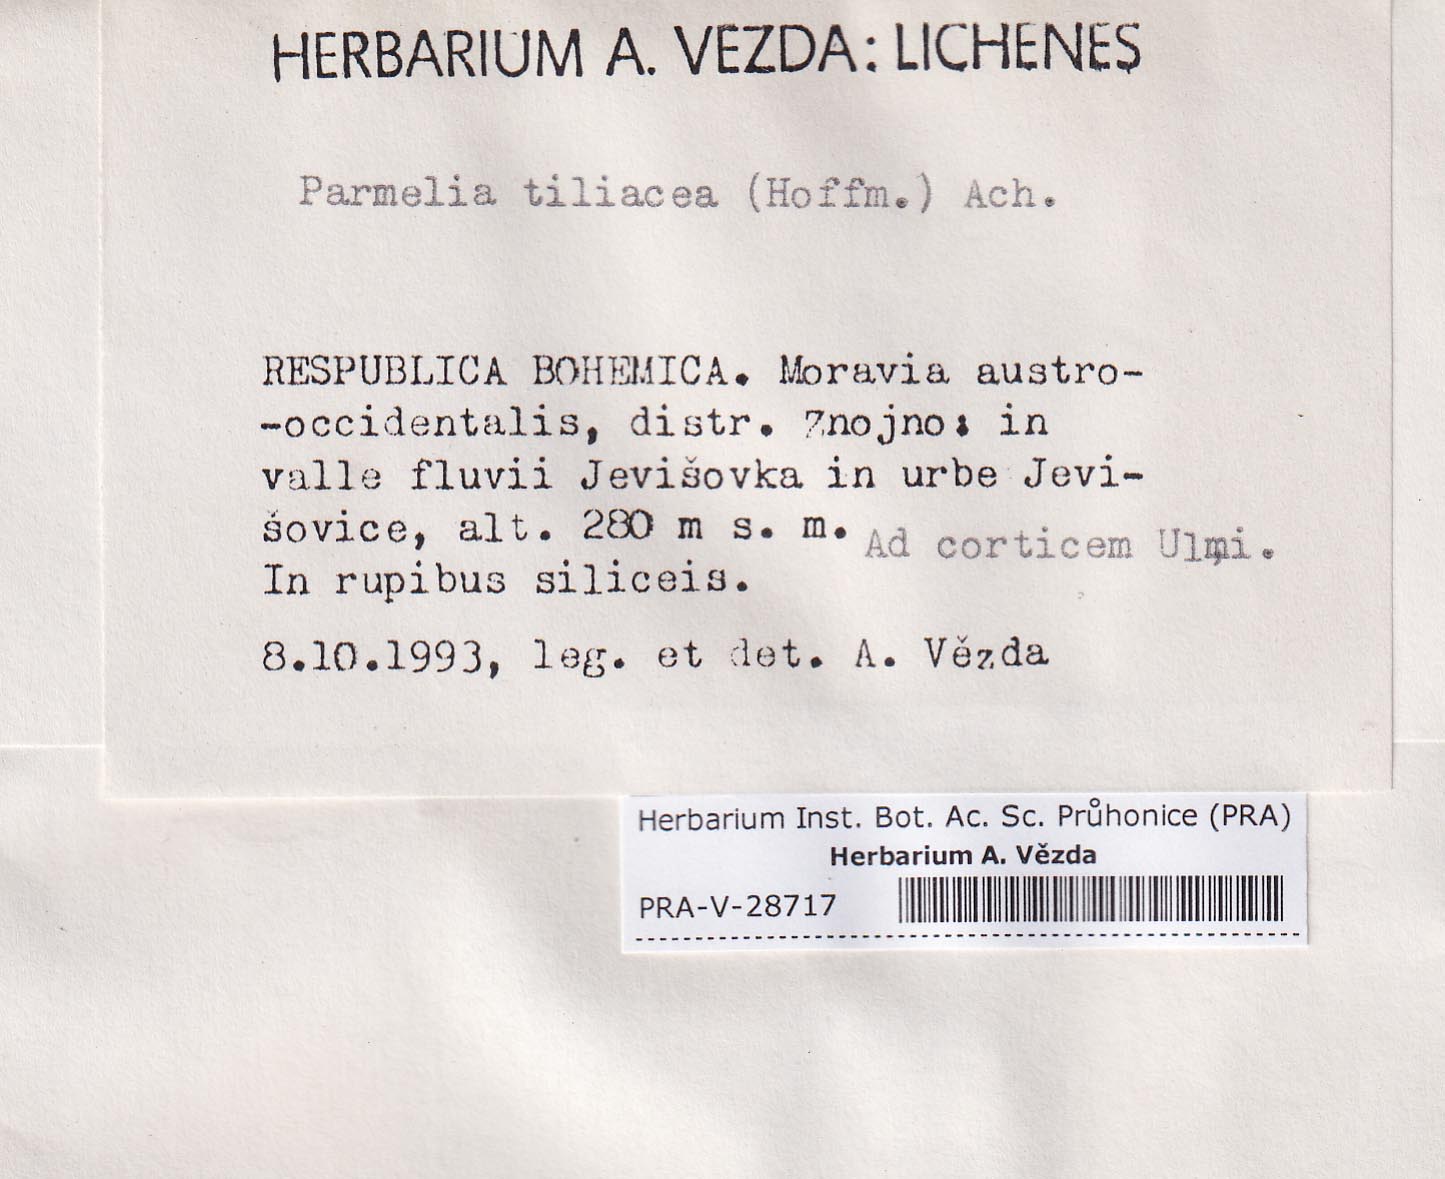 HERBARIUM A. VEZDA: LICHENES
Parmelia tiliacea (Hoffm.) Ach.
RESPUBLICA BOHEMICA. Moravia austro-
-occidentalis, distr. Znojno: in
valle fluvii Jevišovka in urbe Jevi-
šovice, alt. 280 m s. m. Ad corticem Ulmi.
In rupibus siliceis.
8.10.1993, leg. et det. A. Vězda
Herbarium Inst. Bot. Ac. Sc. Průhonice (PRA)
Herbarium A. Vězda
PRA-V-28717